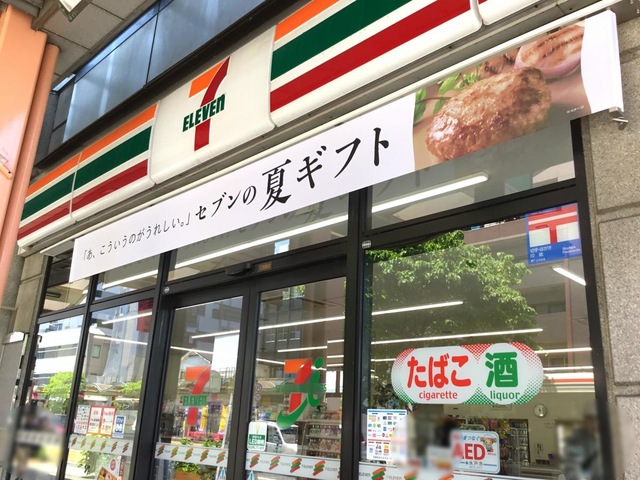 7
ELEVEN
「あ、こういうのがうれしい。」セブンの夏ギフト
たばこ 酒
cigarette liquor
AED